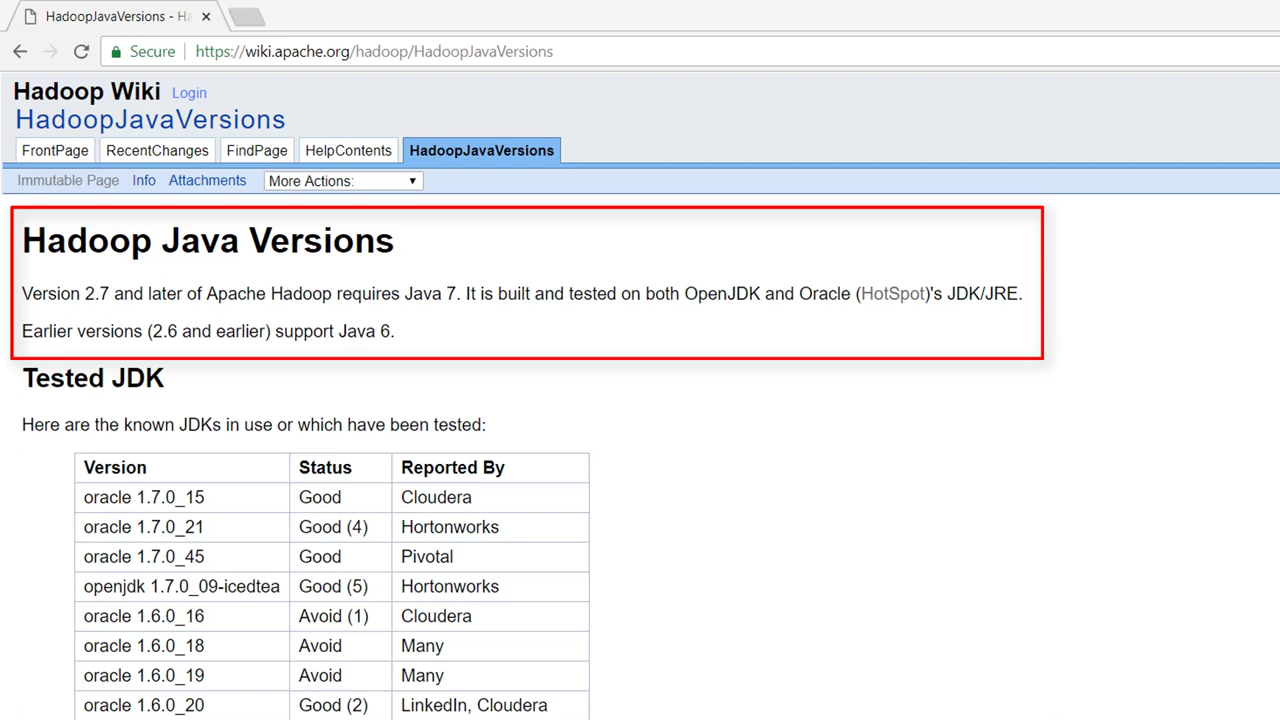 HadoopJavaVersions - Ha
Secure https://wiki.apache.org/hadoop/HadoopJavaVersions
Hadoop Wiki Login
HadoopJavaVersions
FrontPage RecentChanges FindPage HelpContents HadoopJavaVersions
Immutable Page Info Attachments More Actions:
Hadoop Java Versions
Version 2.7 and later of Apache Hadoop requires Java 7. It is built and tested on both OpenJDK and Oracle (HotSpot)'s JDK/JRE.
Earlier versions (2.6 and earlier) support Java 6.
Tested JDK
Here are the known JDKs in use or which have been tested:
Version Status Reported By
oracle 1.7.0_15 Good Cloudera
oracle 1.7.0_21 Good (4) Hortonworks
oracle 1.7.0_45 Good Pivotal
openjdk 1.7.0_09-icedtea Good (5) Hortonworks
oracle 1.6.0_16 Avoid (1) Cloudera
oracle 1.6.0_18 Avoid Many
oracle 1.6.0_19 Avoid Many
oracle 1.6.0_20 Good (2) LinkedIn, Cloudera